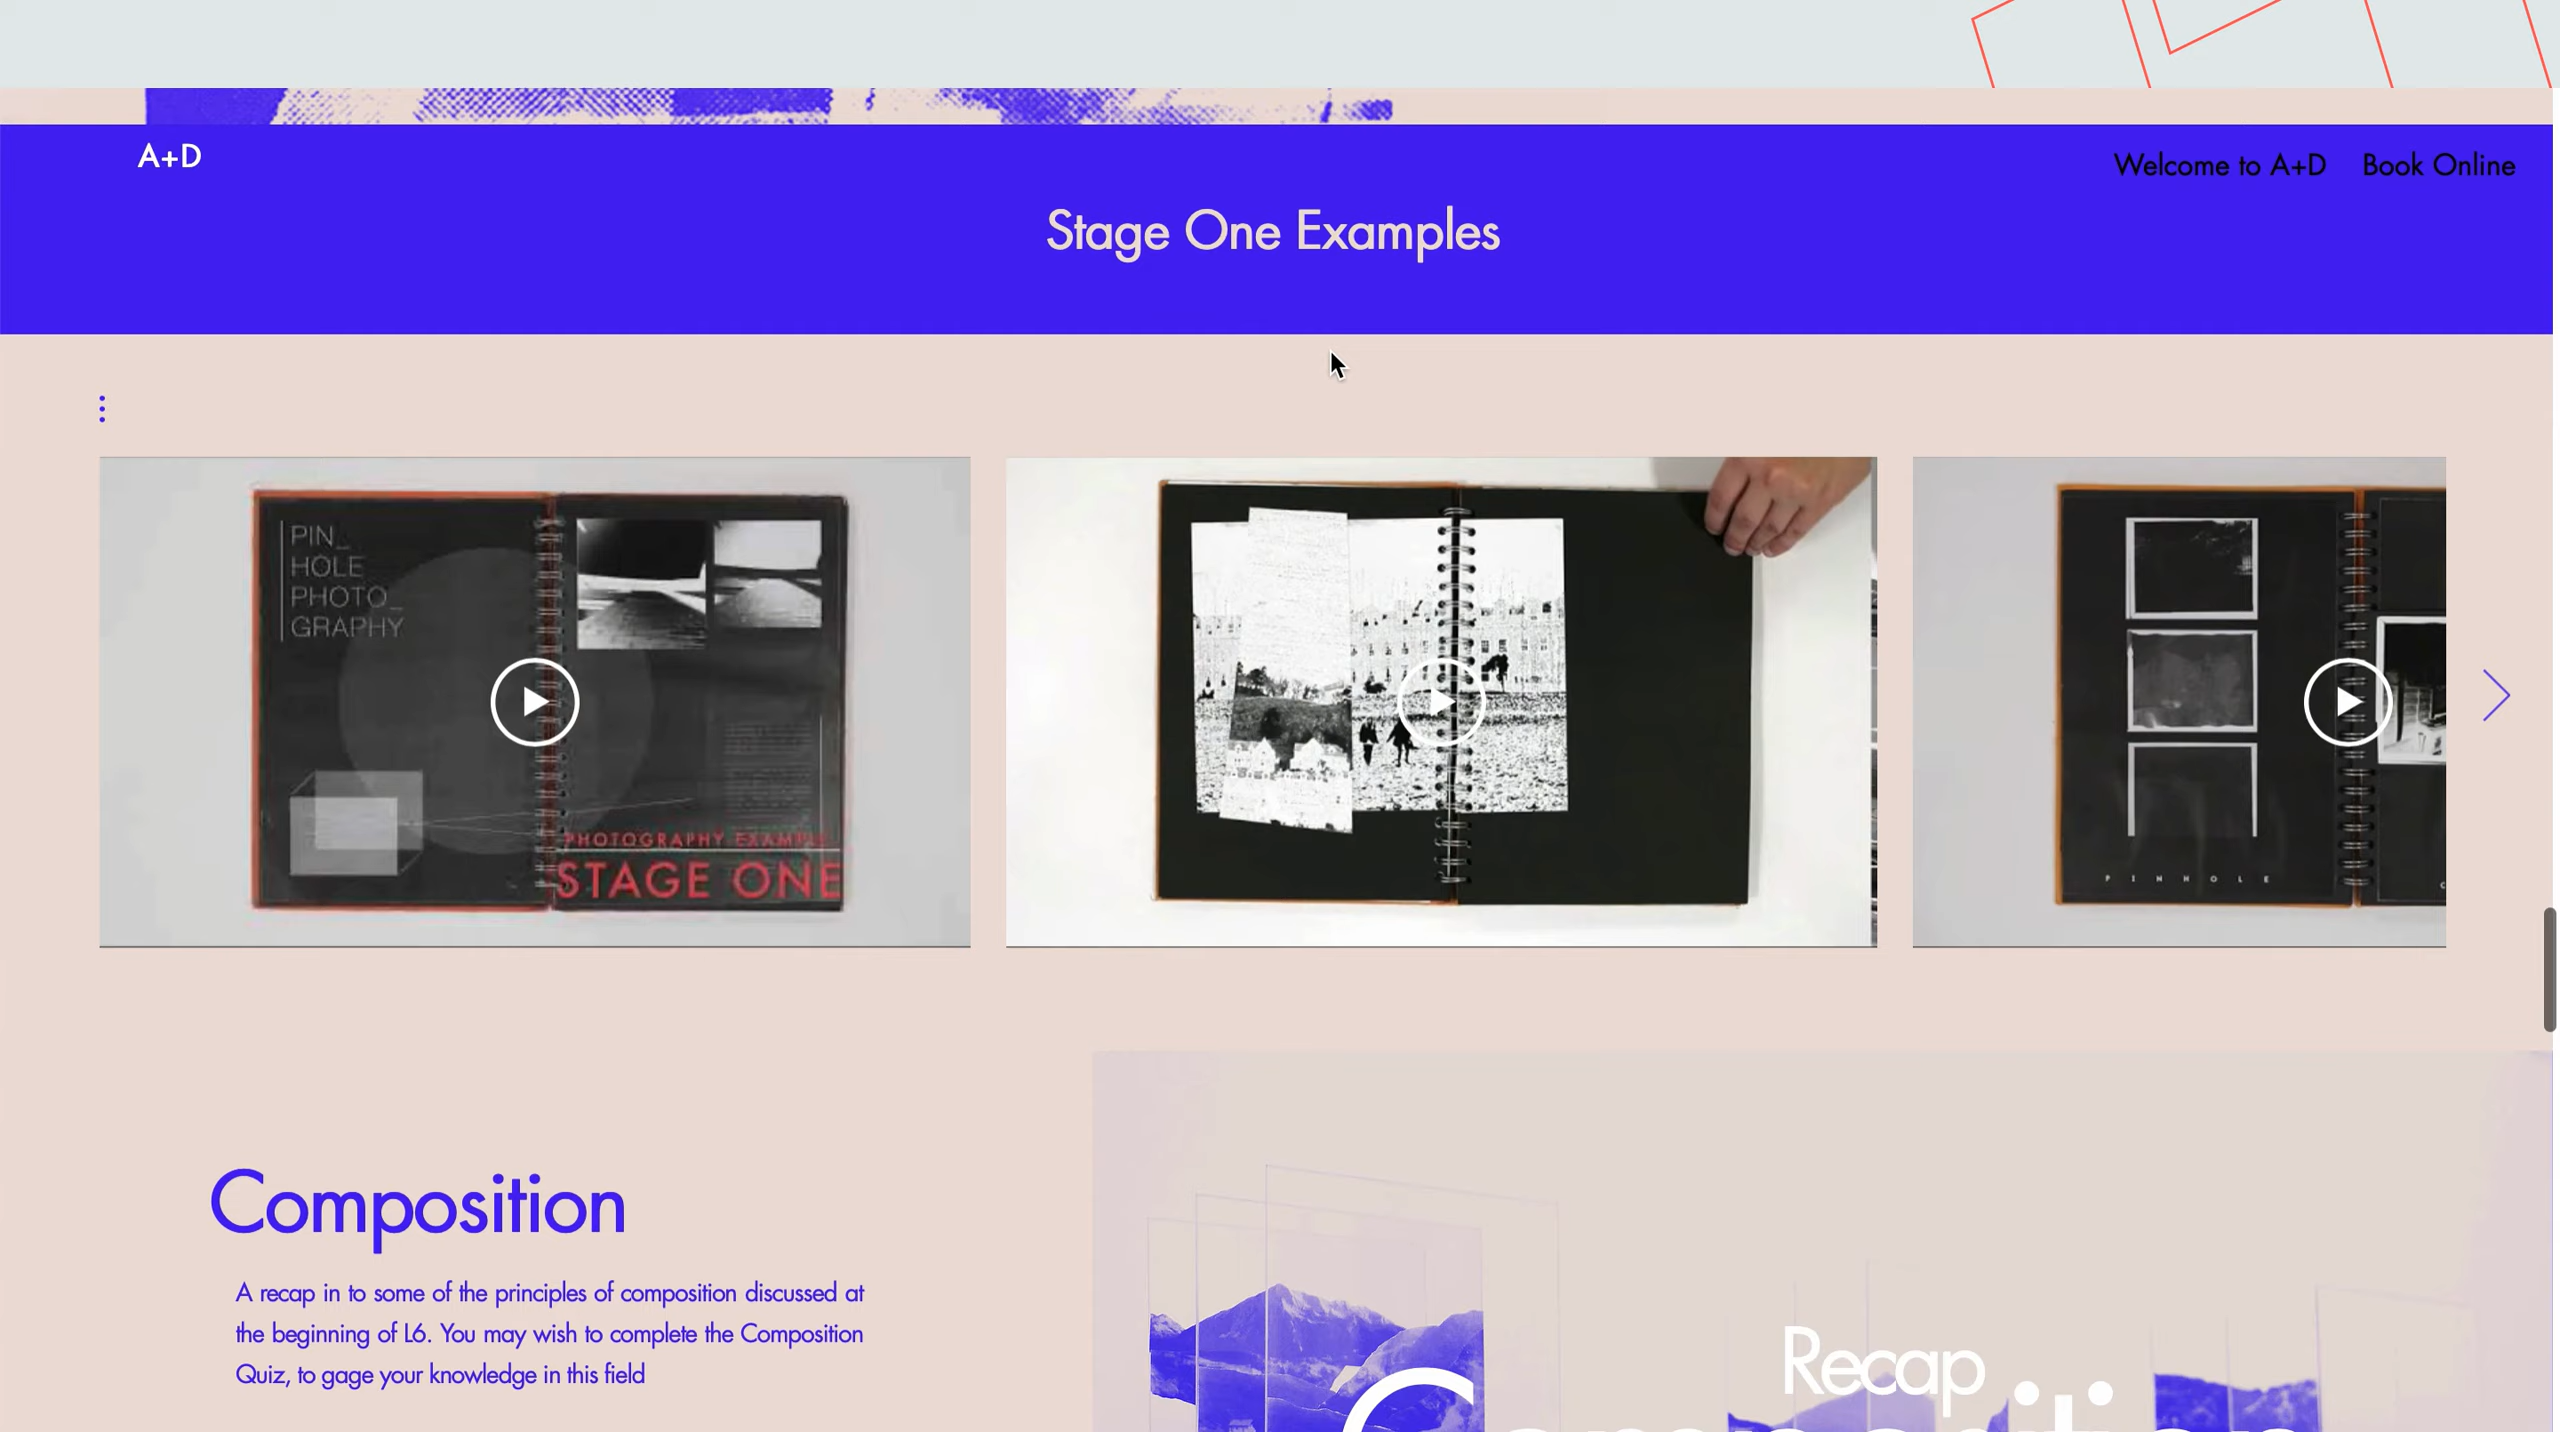 A+D
Welcome to A+D
Book Online
Stage One Examples
PIN_
HOLE
PHOTO_
GRAPHY
STAGE ONE
PINHOLE
Composition
A recap in to some of the principles of composition discussed at
the beginning of L6. You may wish to complete the Composition
Quiz, to gage your knowledge in this field
Recap